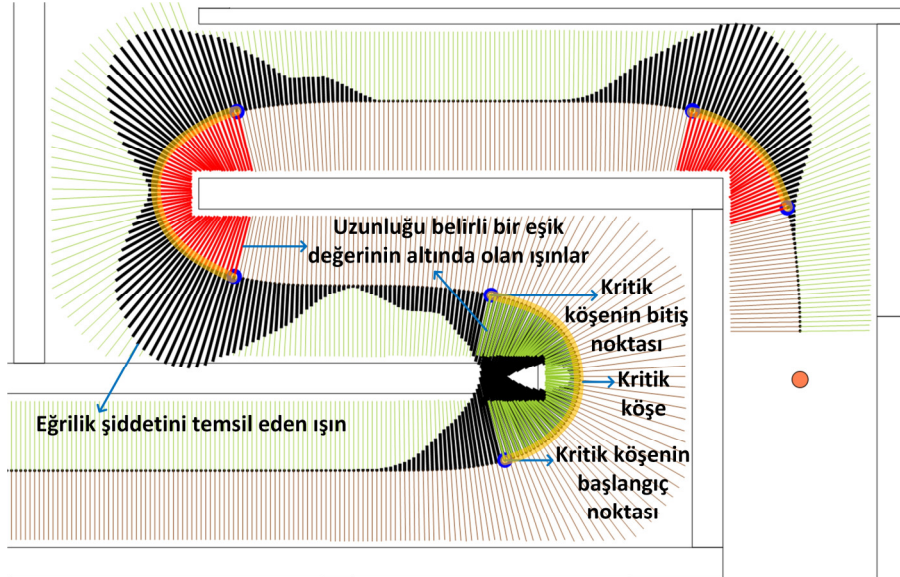 Uzunluğu belirli bir eşik
değerinin altında olan ışınlar
Kritik
köşenin bitiş
noktası
Kritik
köşe
Eğrilik şiddetini temsil eden ışın
Kritik köşenin
başlangıç
noktası